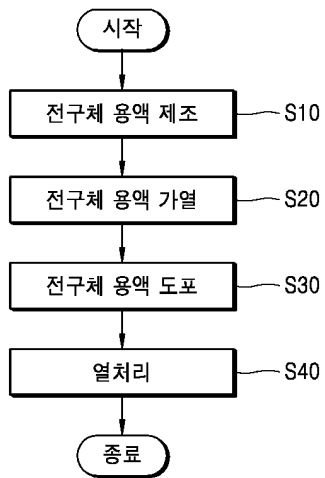 시작
전구체 용액 제조
S10
전구체 용액 가열
S20
전구체 용액 도포
S30
열처리
S40
종료